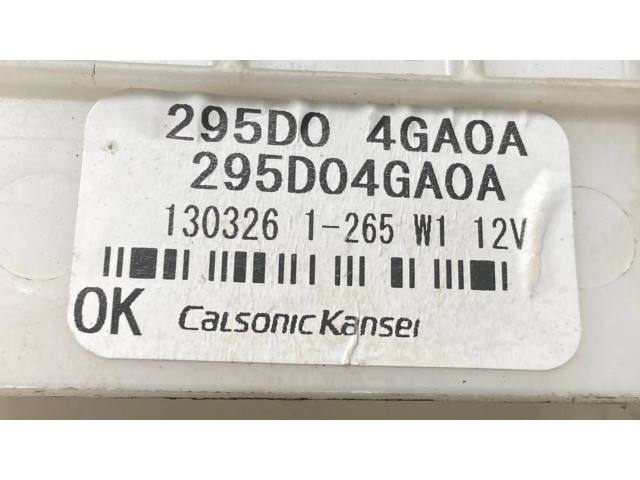 295D0 4GA0A
295D04GA0A
130326 1-265 W1 12V
OK CalsonicKansei